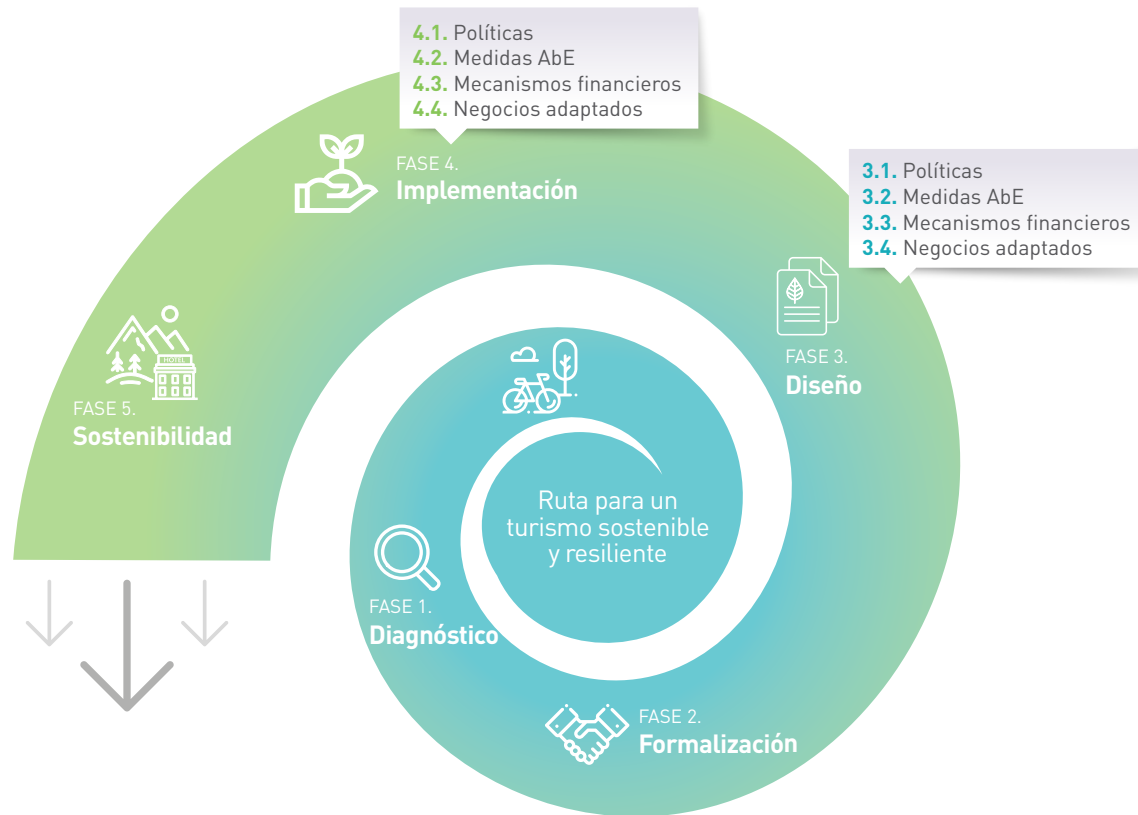 4.1. Políticas
4.2. Medidas AbE
4.3. Mecanismos financieros
4.4. Negocios adaptados
FASE 4.
Implementación
3.1. Políticas
3.2. Medidas AbE
3.3. Mecanismos financieros
3.4. Negocios adaptados
FASE 3.
Diseño
HOTEL
FASE 5.
Sostenibilidad
Ruta para un
turismo sostenible
y resiliente
FASE 1.
Diagnóstico
FASE 2.
Formalización